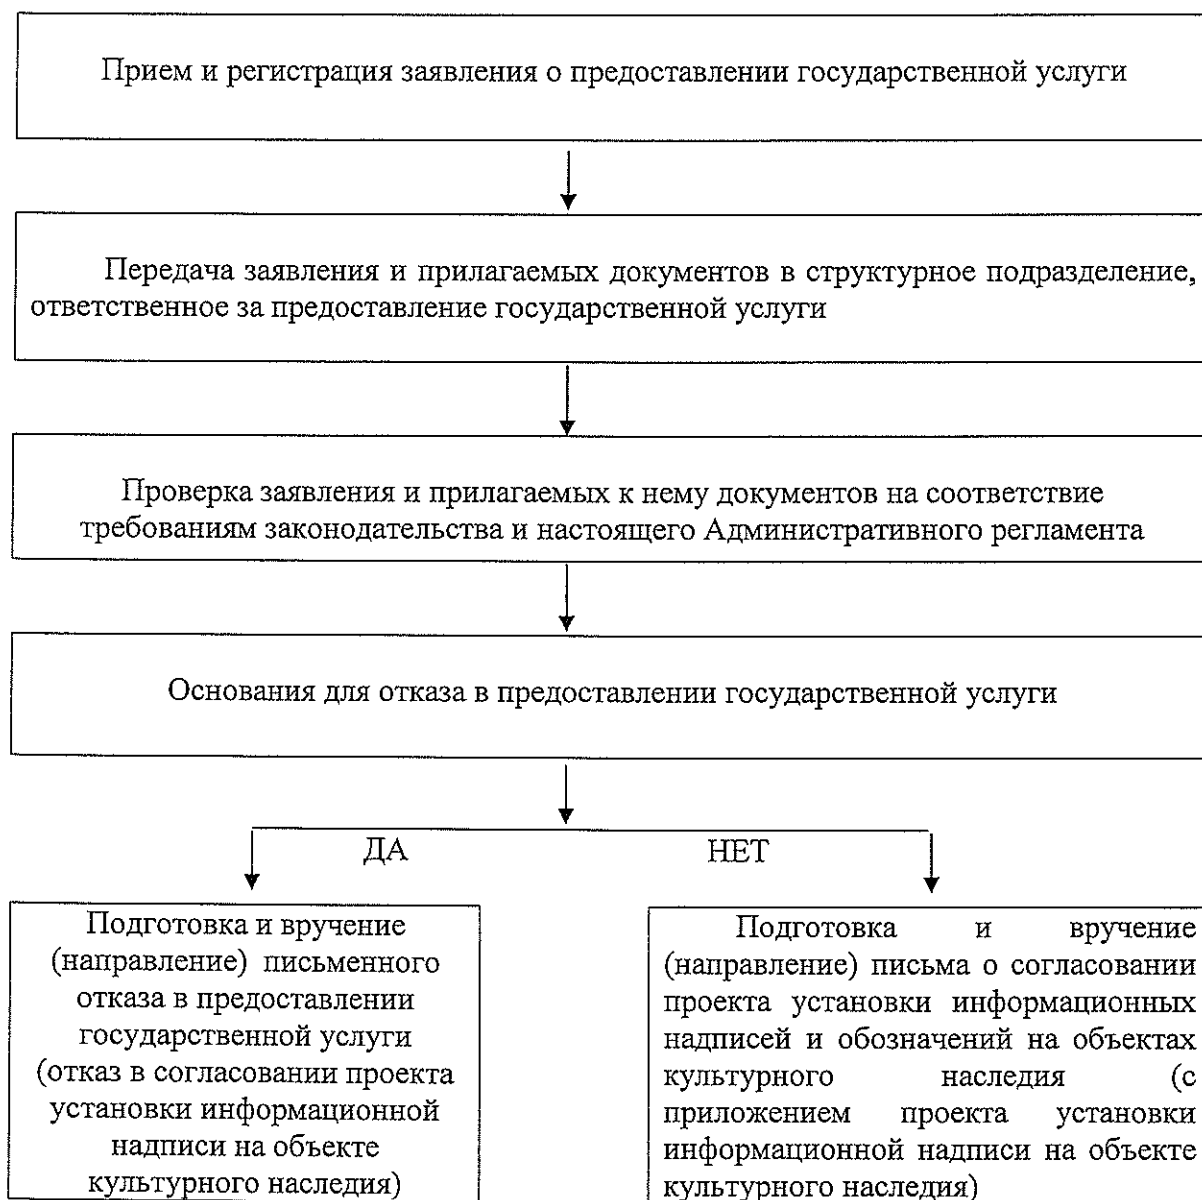 Прием и регистрация заявления о предоставлении государственной услуги
Передача заявления и прилагаемых документов в структурное подразделение,
ответственное за предоставление государственной услуги
Проверка заявления и прилагаемых к нему документов на соответствие
требованиям законодательства и настоящего Административного регламента
Основания для отказа в предоставлении государственной услуги
ДА
НЕТ
Подготовка и вручение
(направление) письменного
отказа в предоставлении
государственной услуги
(отказ в согласовании проекта
установки информационной
надписи на объекте
культурного наследия)
Подготовка и вручение
(направление) письма о согласовании
проекта установки информационных
надписей и обозначений на объектах
культурного наследия (с
приложением проекта установки
информационной надписи на объекте
культурного наследия)